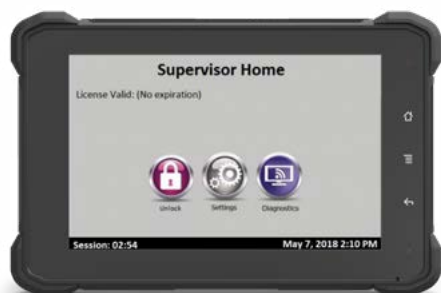 Supervisor Home
License Valid: (No expiration)
Unlock Settings Diagnostics
Session: 02:54 May 7, 2018 2:10 PM